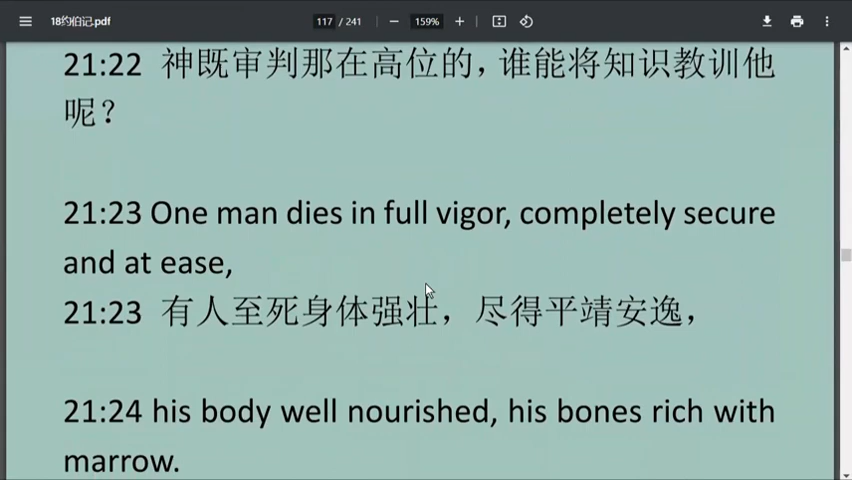 18约伯记.pdf
117 / 241
159%
21:22 神既审判那在高位的，谁能将知识教训他
呢？
21:23 One man dies in full vigor, completely secure
and at ease,
21:23 有人至死身体强壮，尽得平靖安逸，
21:24 his body well nourished, his bones rich with
marrow.